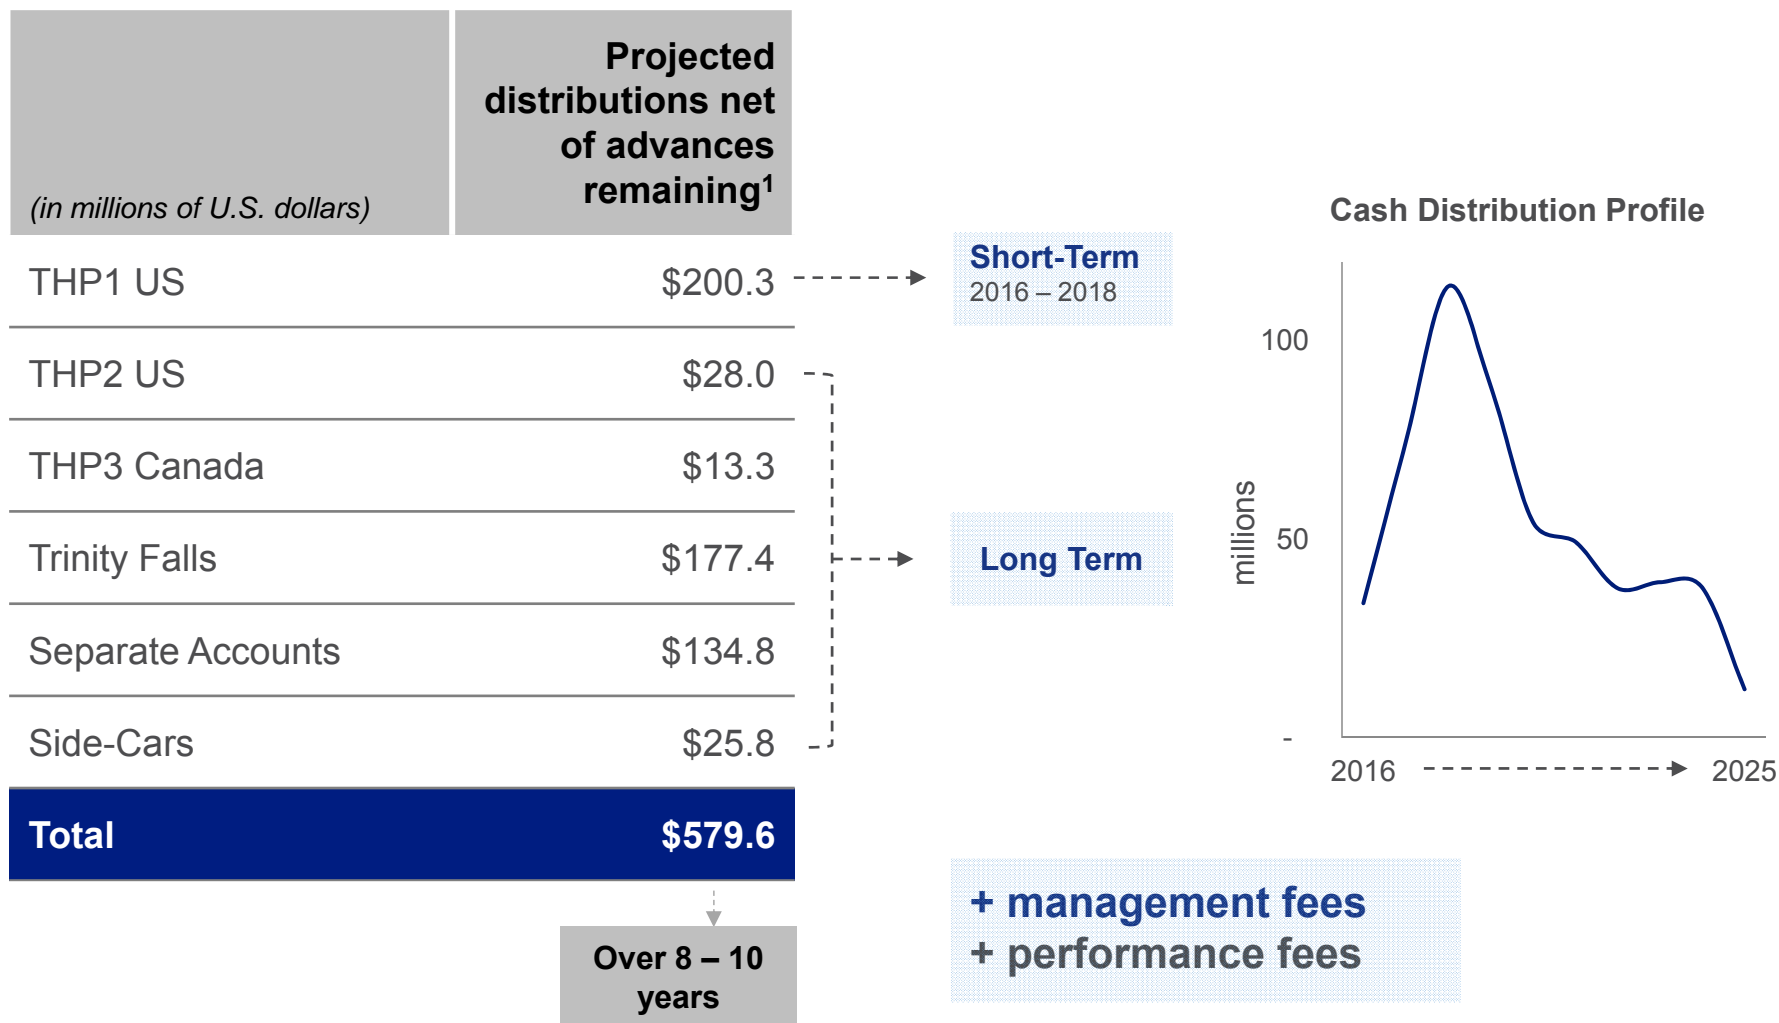 Projected
distributions net
of advances
remaining¹
(in millions of U.S. dollars)
THP1 US $200.3
THP2 US $28.0
THP3 Canada $13.3
Trinity Falls $177.4
Separate Accounts $134.8
Side-Cars $25.8
Total $579.6
Over 8 – 10
years
Short-Term
2016 – 2018
Long Term
Cash Distribution Profile
100
50
-
millions
2016 2025
+ management fees
+ performance fees